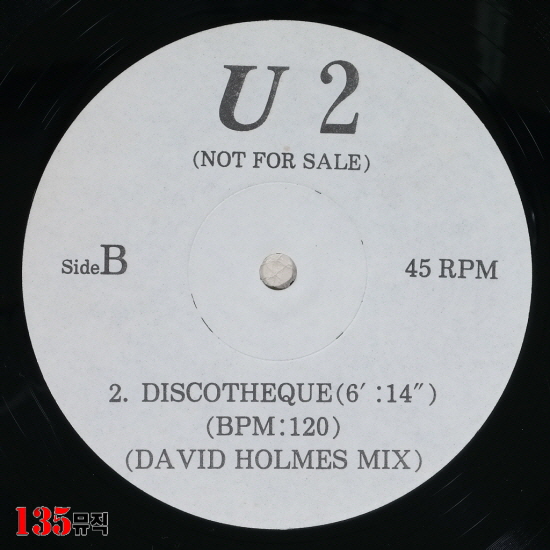 U 2
(NOT FOR SALE)
Side B
45 RPM
2. DISCOTHEQUE(6′ :14″)
(BPM:120)
(DAVID HOLMES MIX)
135뮤직